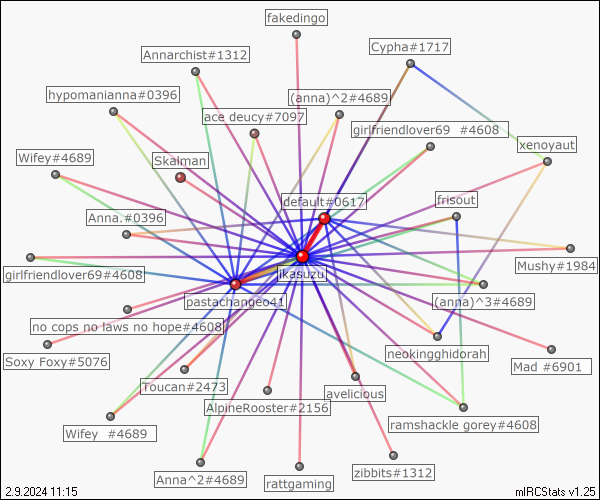 fakedingo
Cypha#1717
Annarchist#1312
hypomanianna#0396
(anna)^2#4689
ace deucy#7097
girlfriendlover69 #4608
xenoyaut
Wifey#4689
Skalman
default#0617
frisout
Anna.#0396
Mushy#1984
girlfriendlover69#4608
ikasuzu
pastachangeo41
(anna)^3#4689
no cops no laws no hope#4608
neokingghidorah
Soxy Foxy#5076
Mad #6901
Toucan#2473
avelicious
AlpineRooster#2156
ramshackle gorey#4608
Wifey #4689
zibbits#1312
Anna^2#4689
rattgaming
2.9.2024 11:15
mIRCStats v1.25